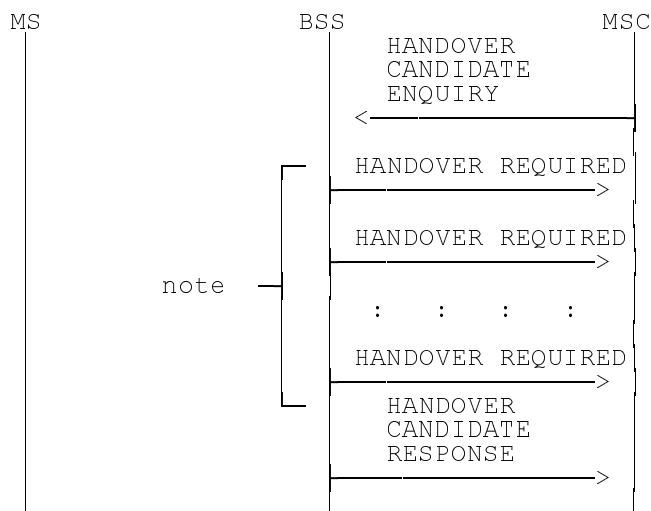 MS BSS MSC
HANDOVER
CANDIDATE
ENQUIRY
HANDOVER REQUIRED
HANDOVER REQUIRED
note
: : : :
HANDOVER REQUIRED
HANDOVER
CANDIDATE
RESPONSE